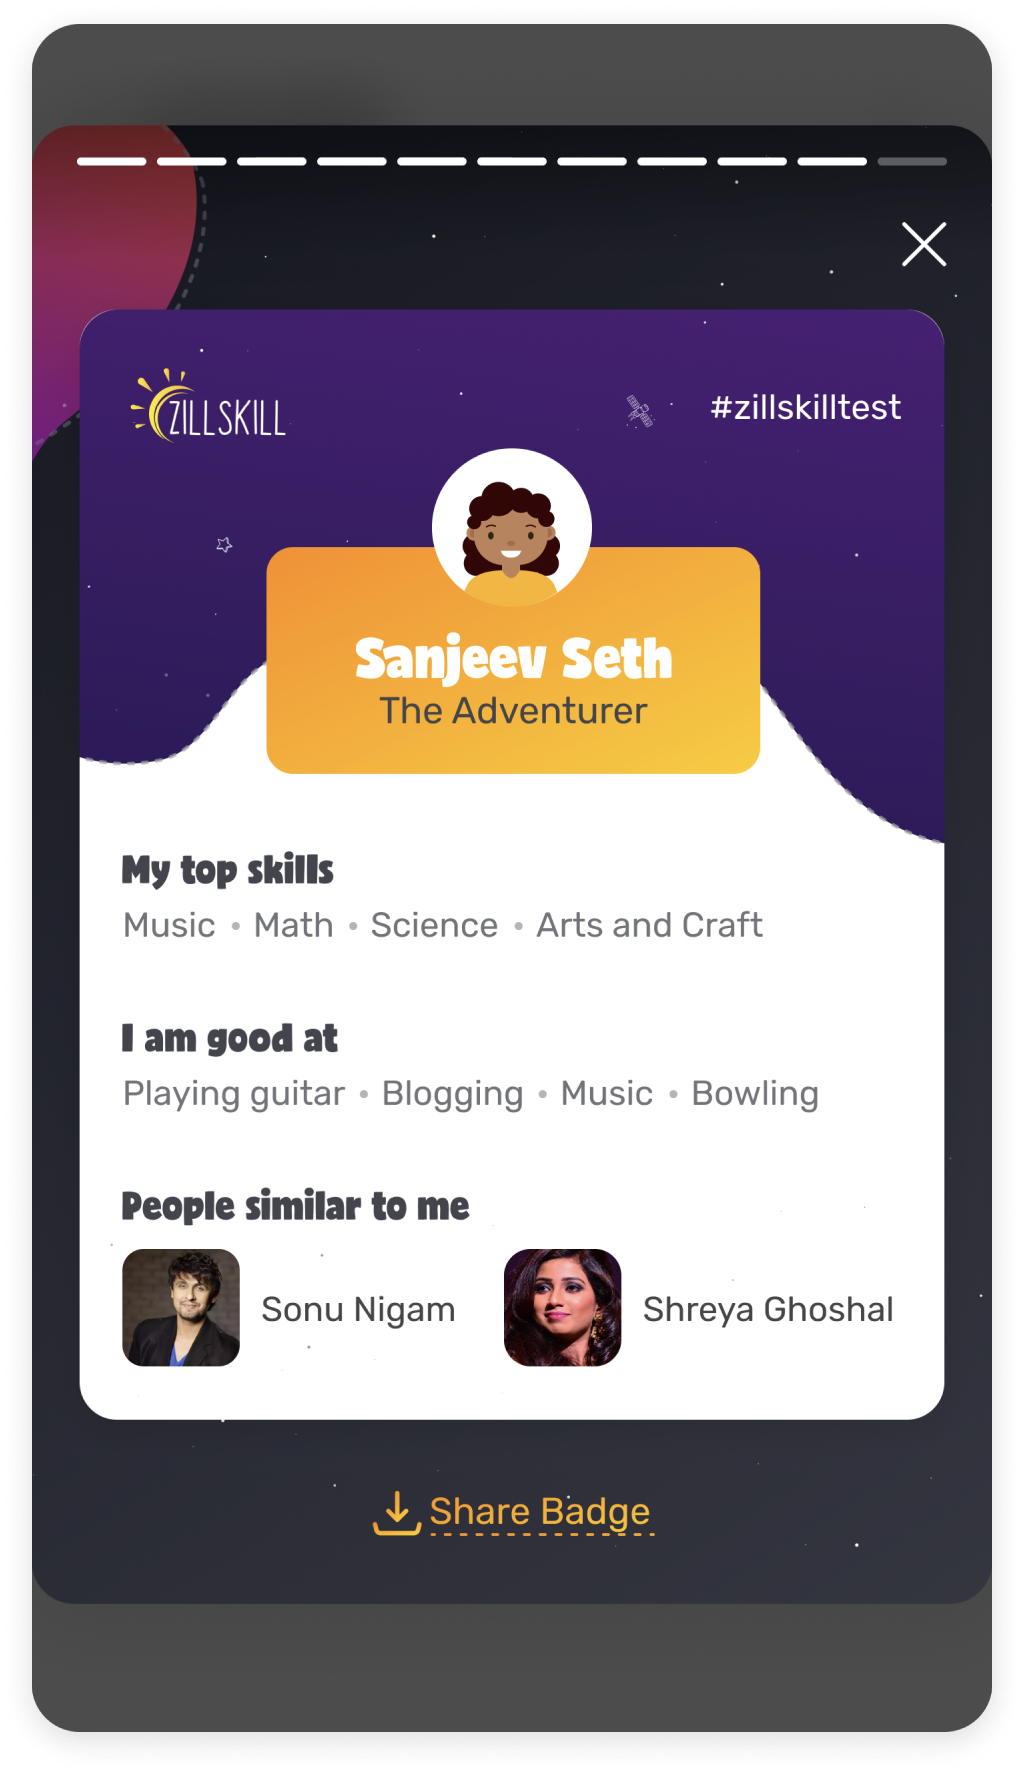 ZILLSKILL
#zillskilltest
Sanjeev Seth
The Adventurer
My top skills
Music • Math • Science • Arts and Craft
I am good at
Playing guitar • Blogging • Music • Bowling
People similar to me
Sonu Nigam
Shreya Ghoshal
Share Badge